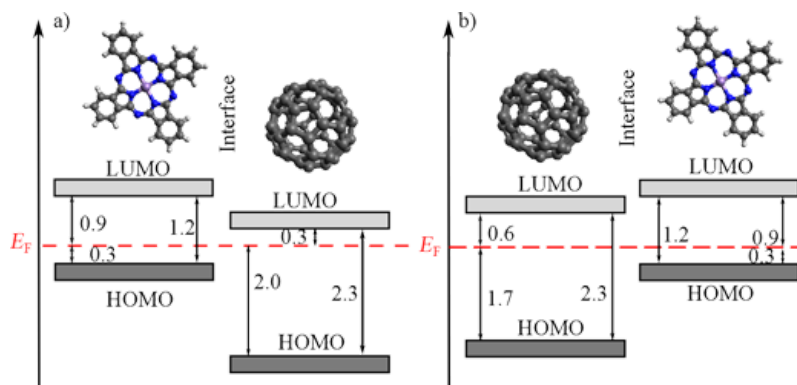 a)
Interface
LUMO
LUMO
0.9
1.2
0.3
E_F
0.3
2.0
2.3
HOMO
HOMO
b)
Interface
LUMO
LUMO
0.6
1.2
0.9
E_F
0.3
1.7
2.3
HOMO
HOMO